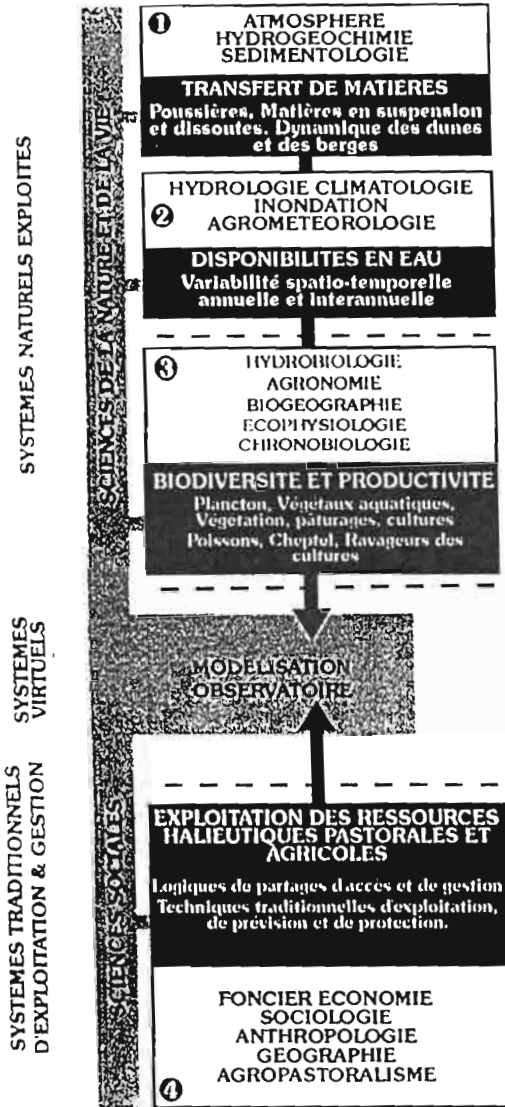 SYSTEMES NATURELS EXPLOITES
SCIENCES DE LA NATURE ET DE LA VIE
❶
ATMOSPHERE
HYDROGEOCHIMIE
SEDIMENTOLOGIE
TRANSFERT DE MATIERES
Poussières, Matières en suspension
et dissoutes. Dynamique des dunes
et des berges
❷
HYDROLOGIE CLIMATOLOGIE
INONDATION
AGROMETEOROLOGIE
DISPONIBILITES EN EAU
Variabilité spatio-temporelle
annuelle et interannuelle
❸
HYDROBIOLOGIE
AGRONOMIE
BIOGEOGRAPHIE
ECOPHYSIOLOGIE
CHRONOBIOLOGIE
BIODIVERSITE ET PRODUCTIVITE
Plancton, Végétaux aquatiques,
Végétation, pâturages, cultures
Poissons, Cheptel, Ravageurs des
cultures
SYSTEMES
VIRTUELS
MODELISATION
OBSERVATOIRE
SYSTEMES TRADITIONNELS
D'EXPLOITATION & GESTION
SCIENCES SOCIALES
EXPLOITATION DES RESSOURCES
HALIEUTIQUES PASTORALES ET
AGRICOLES
Logiques de partages d'accès et de gestion
Techniques traditionnelles d'exploitation,
de prévision et de protection.
FONCIER ECONOMIE
SOCIOLOGIE
ANTHROPOLOGIE
GEOGRAPHIE
AGROPASTORALISME
❹